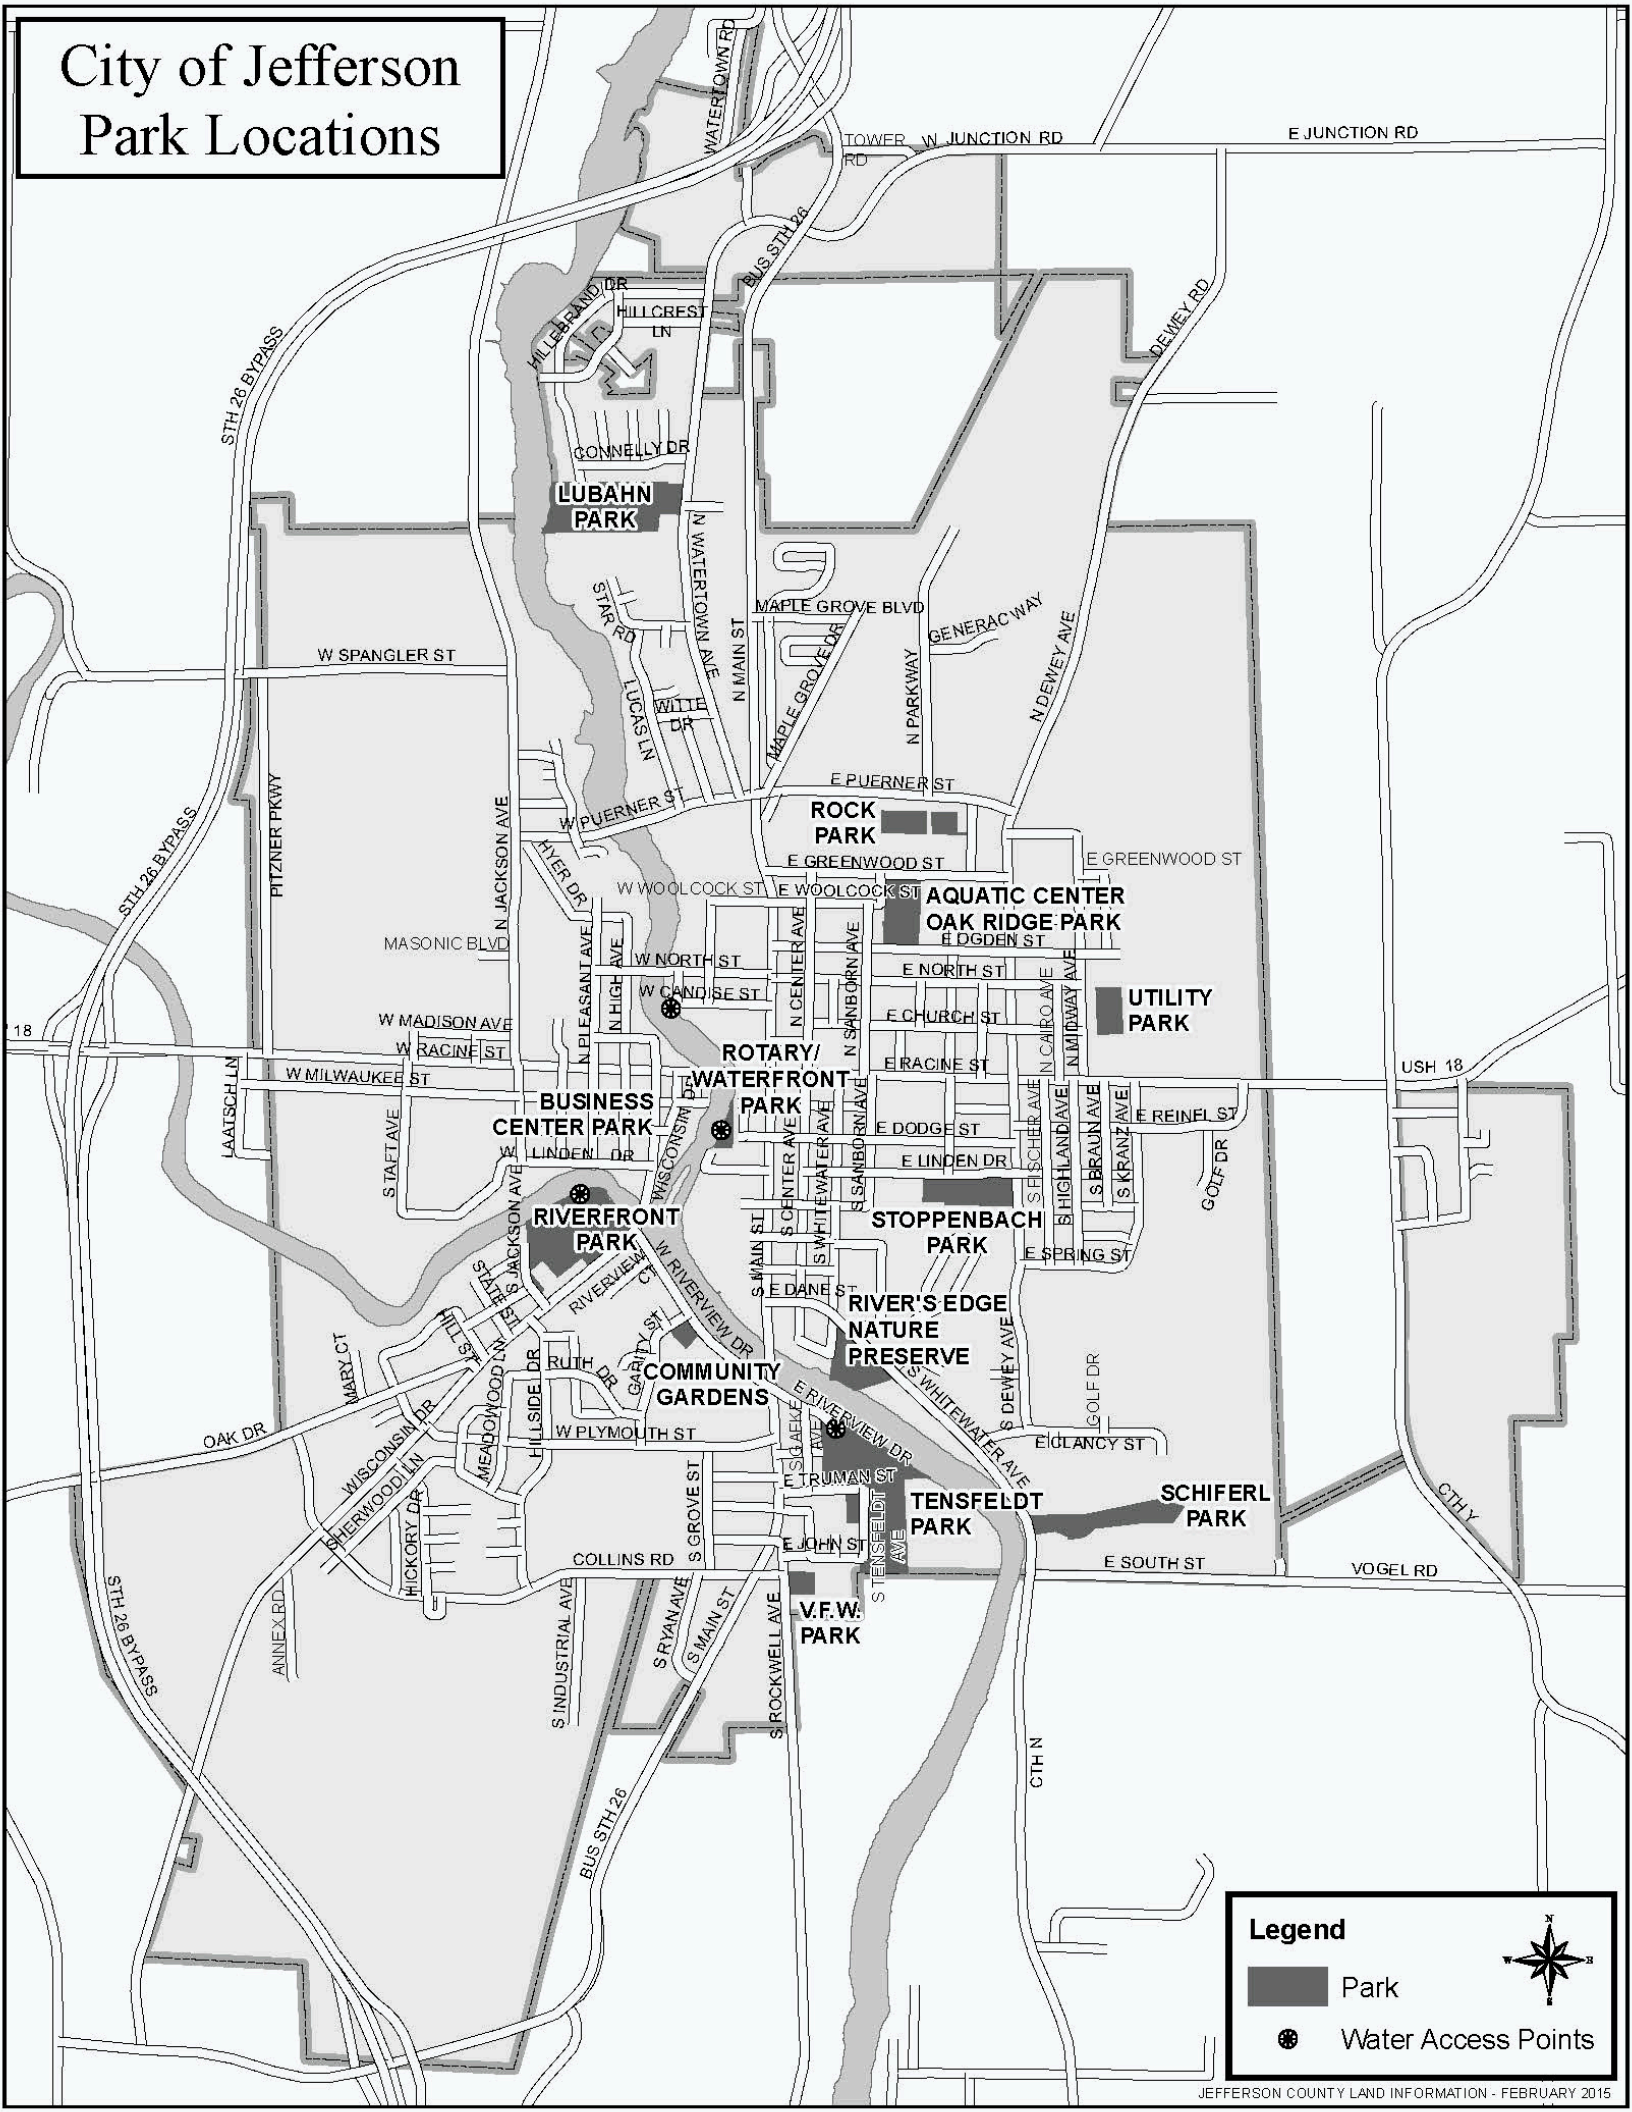 City of Jefferson
Park Locations
WATERTOWN RD
TOWER
RD
W JUNCTION RD
E JUNCTION RD
BUS STH 26
DEWEY RD
HILLEBRAND DR
HILLCREST
LN
STH 26 BYPASS
CONNELLY DR
LUBAHN
PARK
N WATERTOWN AVE
STAR RD
MAPLE GROVE BLVD
GENERAC WAY
N MAIN ST
MAPLE GROVE DR
N PARKWAY
N DEWEY AVE
W SPANGLER ST
LUCAS LN
WITTE
DR
E PUERNER ST
W PUERNER ST
ROCK
PARK
PITZNER PKWY
STH 26 BYPASS
N JACKSON AVE
HYER DR
E GREENWOOD ST
E GREENWOOD ST
W WOOLCOCK ST
E WOOLCOCK ST
AQUATIC CENTER
OAK RIDGE PARK
MASONIC BLVD
E OGDEN ST
N PLEASANT AVE
N HIGH AVE
W NORTH ST
N CENTER AVE
N SANBORN AVE
E NORTH ST
N CAIRO AVE
N MIDWAY AVE
W CANDISE ST
UTILITY
PARK
W MADISON AVE
E CHURCH ST
18
W RACINE ST
ROTARY/
WATERFRONT
PARK
E RACINE ST
USH 18
W MILWAUKEE ST
LAATSCH LN
BUSINESS
CENTER PARK
WISCONSIN DR
S TAFT AVE
W LINDEN DR
S CENTER AVE
S WHITEWATER AVE
S SANBORN AVE
E DODGE ST
E LINDEN DR
S FISCHER AVE
S HIGHLAND AVE
S BRAUN AVE
S KRANZ AVE
E REINEL ST
GOLF DR
RIVERFRONT
PARK
S JACKSON AVE
STOPPENBACH
PARK
E SPRING ST
S MAIN ST
W RIVERVIEW DR
RIVERVIEW
CT
STATE ST
HILL ST
E DANE ST
RIVER'S EDGE
NATURE
PRESERVE
MARY CT
MEADOWOOD LN
HILLSIDE DR
RUTH
DR
GARITY ST
COMMUNITY
GARDENS
S DEWEY AVE
GOLF DR
S WHITEWATER AVE
E RIVERVIEW DR
S GAEKE
AVE
OAK DR
WISCONSIN DR
SHERWOOD LN
W PLYMOUTH ST
E CLANCY ST
E TRUMAN ST
TENSFELDT
PARK
SCHIFERL
PARK
CTH Y
HICKORY DR
S GROVE ST
E JOHN ST
S TENSFELDT
AVE
COLLINS RD
E SOUTH ST
VOGEL RD
STH 26 BYPASS
ANNEX RD
S INDUSTRIAL AVE
S RYAN AVE
S MAIN ST
S ROCKWELL AVE
V.F.W.
PARK
CTH N
BUS STH 26
Legend
N
W
E
S
Park
Water Access Points
JEFFERSON COUNTY LAND INFORMATION - FEBRUARY 2015